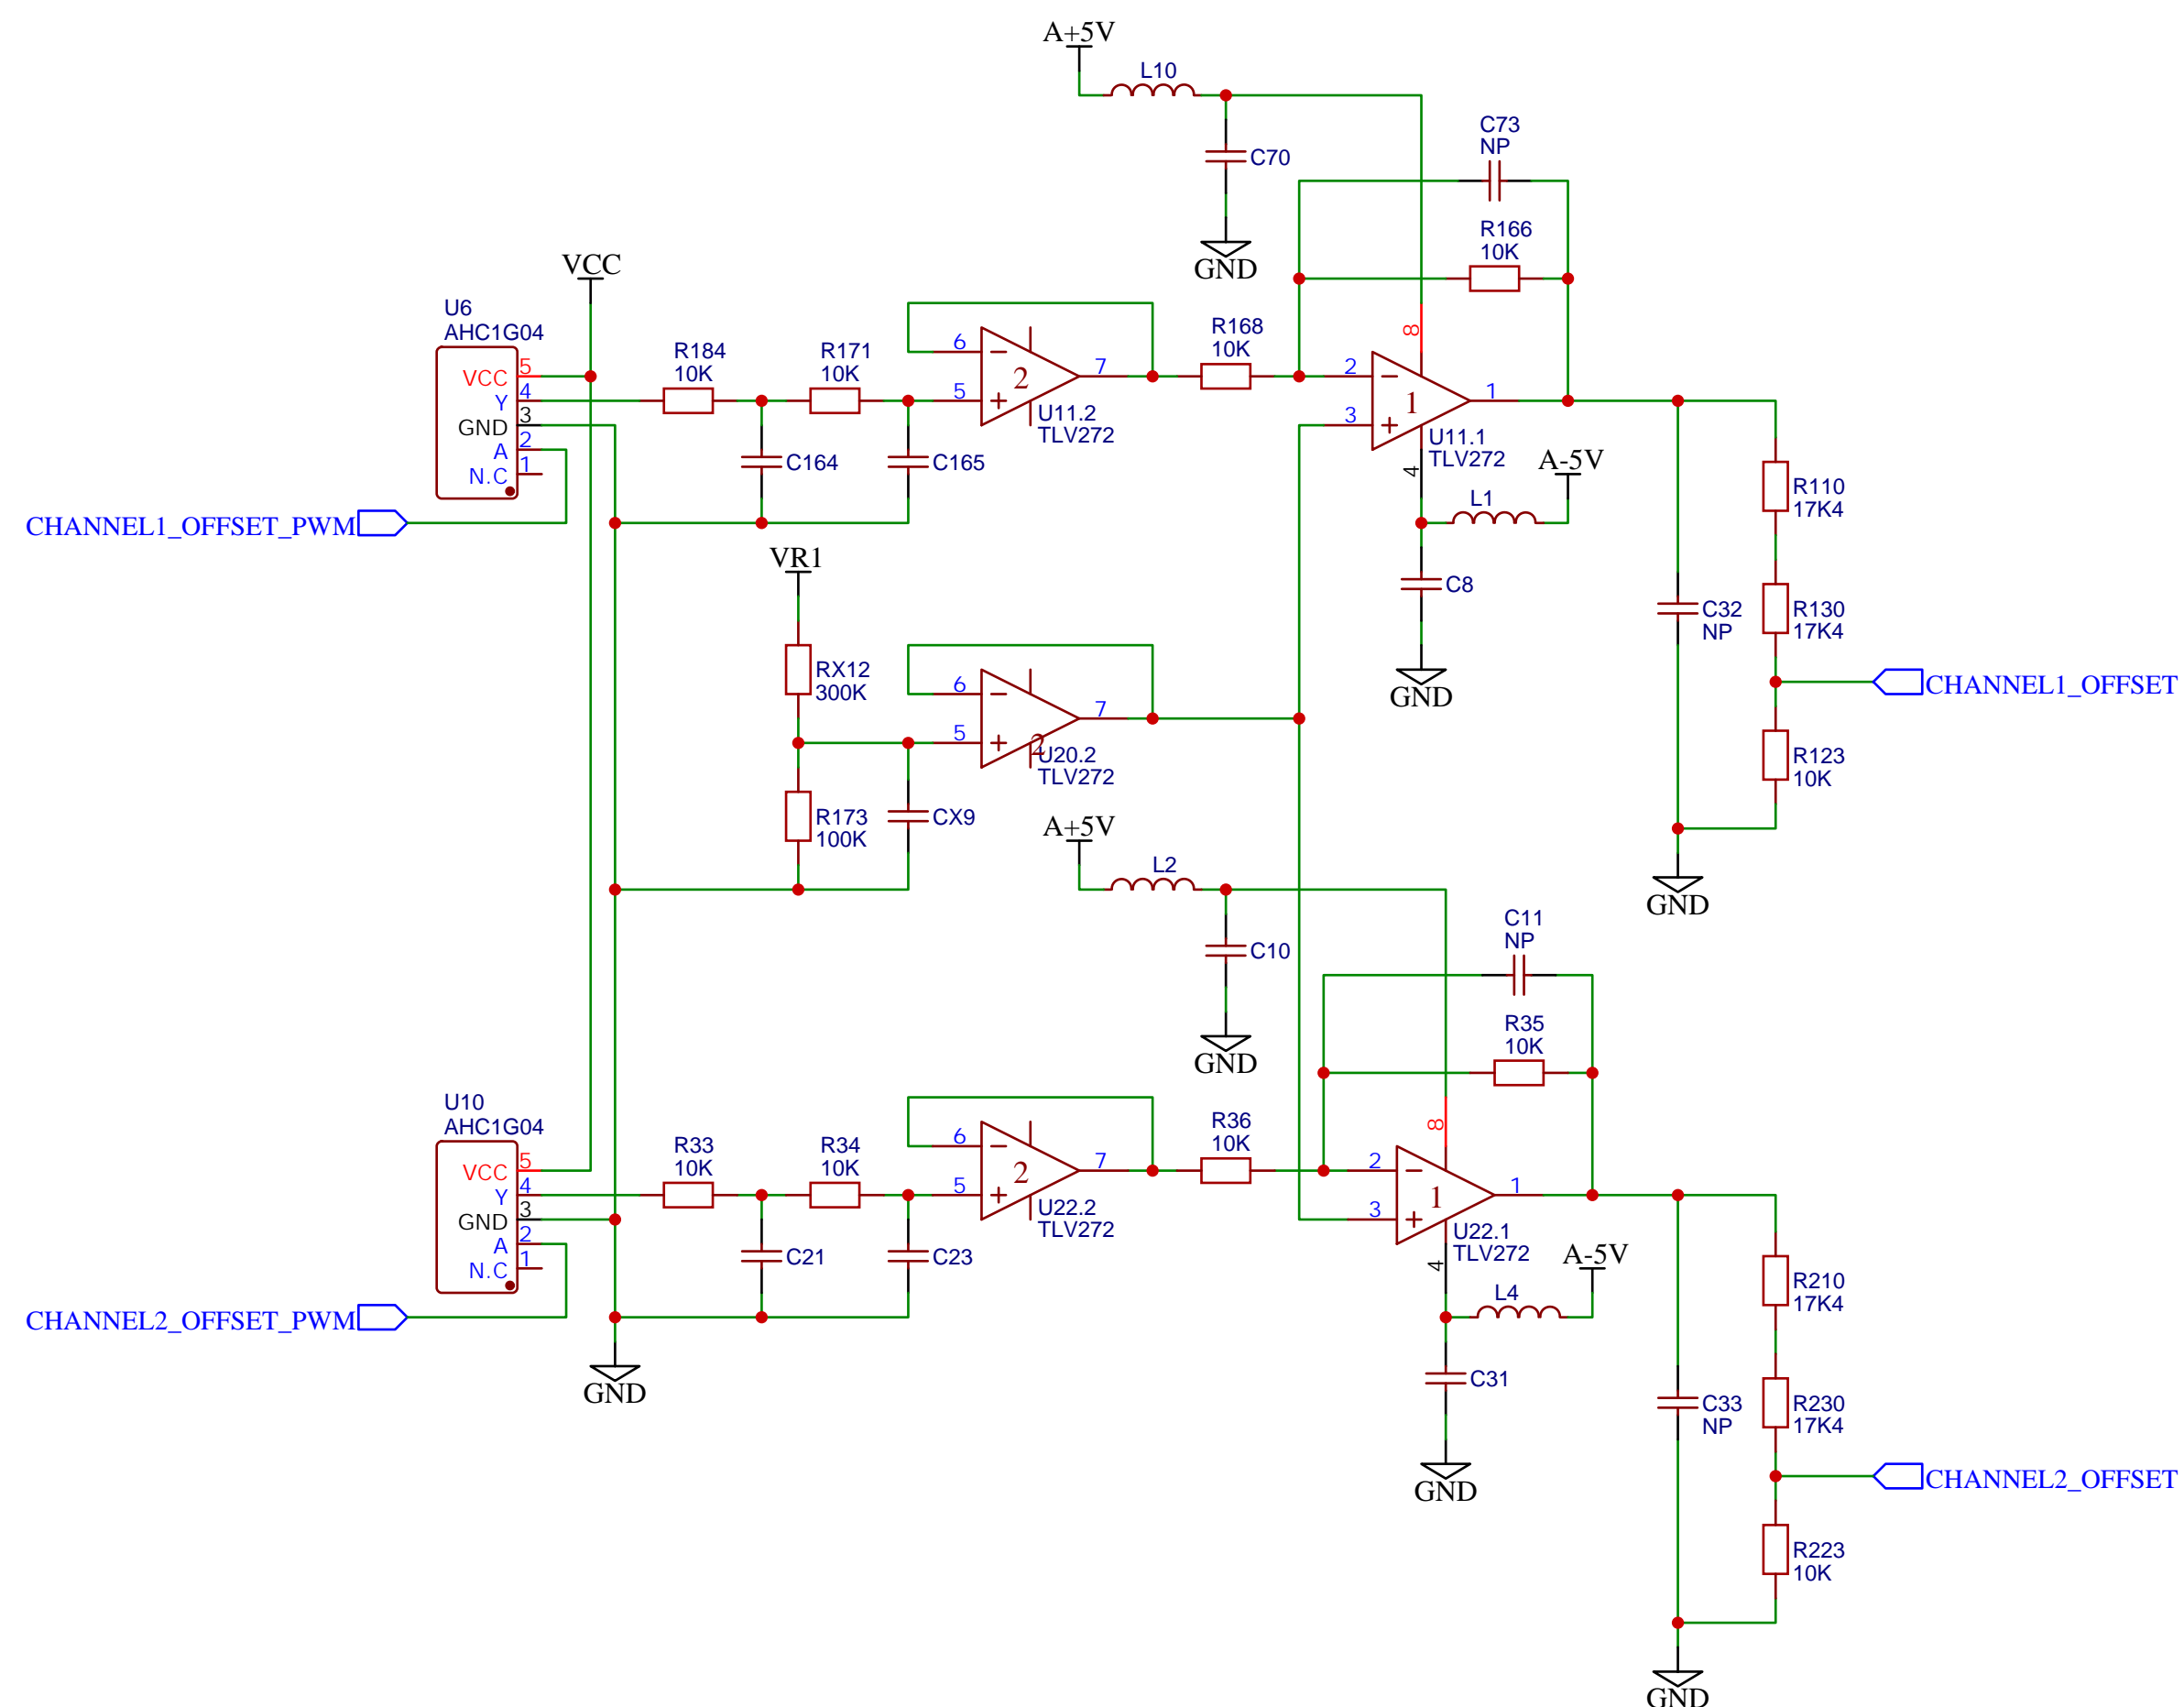 A+5V
L10
C73
NP
C70
R166
10K
GND
VCC
U6
AHC1G04
VCC
5
Y
4
GND
3
A
2
N.C
1
R184
10K
R171
10K
6
5
2
7
U11.2
TLV272
R168
10K
8
2
3
1
1
U11.1
TLV272
4
A-5V
L1
C164
C165
CHANNEL1_OFFSET_PWM
R110
17K4
VR1
C8
GND
C32
NP
R130
17K4
RX12
300K
6
5
2
7
U20.2
TLV272
CHANNEL1_OFFSET
R123
10K
R173
100K
CX9
A+5V
L2
GND
C11
NP
C10
R35
10K
GND
U10
AHC1G04
VCC
5
Y
4
GND
3
A
2
N.C
1
R33
10K
R34
10K
6
5
2
7
U22.2
TLV272
R36
10K
8
2
3
1
1
U22.1
TLV272
4
A-5V
L4
C21
C23
CHANNEL2_OFFSET_PWM
GND
R210
17K4
C31
GND
C33
NP
R230
17K4
CHANNEL2_OFFSET
R223
10K
GND